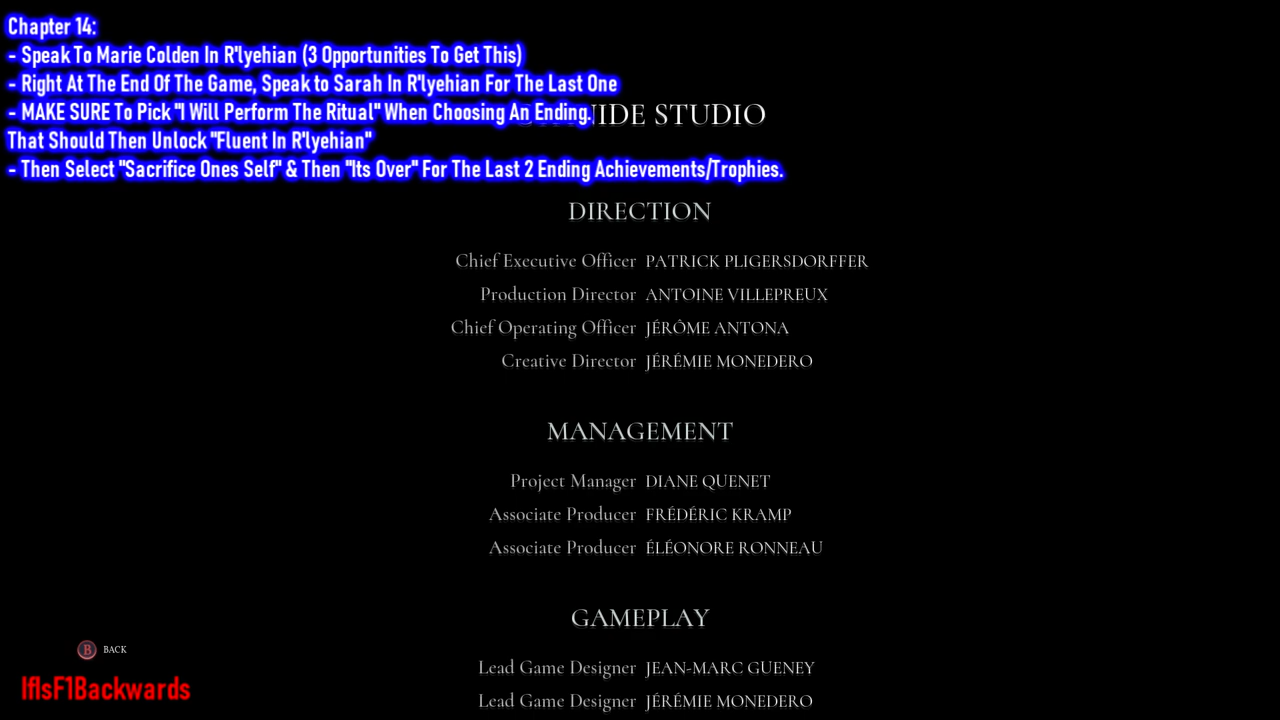 Chapter 14:
- Speak To Marie Colden In R'lyehian (3 Opportunities To Get This)
- Right At The End Of The Game, Speak to Sarah In R'lyehian For The Last One
- MAKE SURE To Pick "I Will Perform The Ritual" When Choosing An Ending.
That Should Then Unlock "Fluent In R'lyehian"
- Then Select "Sacrifice Ones Self" & Then "Its Over" For The Last 2 Ending Achievements/Trophies.
STUDIO
DIRECTION
Chief Executive Officer PATRICK PLIGERSDORFFER
Production Director ANTOINE VILLEPREUX
Chief Operating Officer JÉRÔME ANTONA
Creative Director JÉRÉMIE MONEDERO
MANAGEMENT
Project Manager DIANE QUENET
Associate Producer FRÉDÉRIC KRAMP
Associate Producer ÉLÉONORE RONNEAU
GAMEPLAY
Lead Game Designer JEAN-MARC GUENEY
Lead Game Designer JÉRÉMIE MONEDERO
B BACK
IfIsF1Backwards